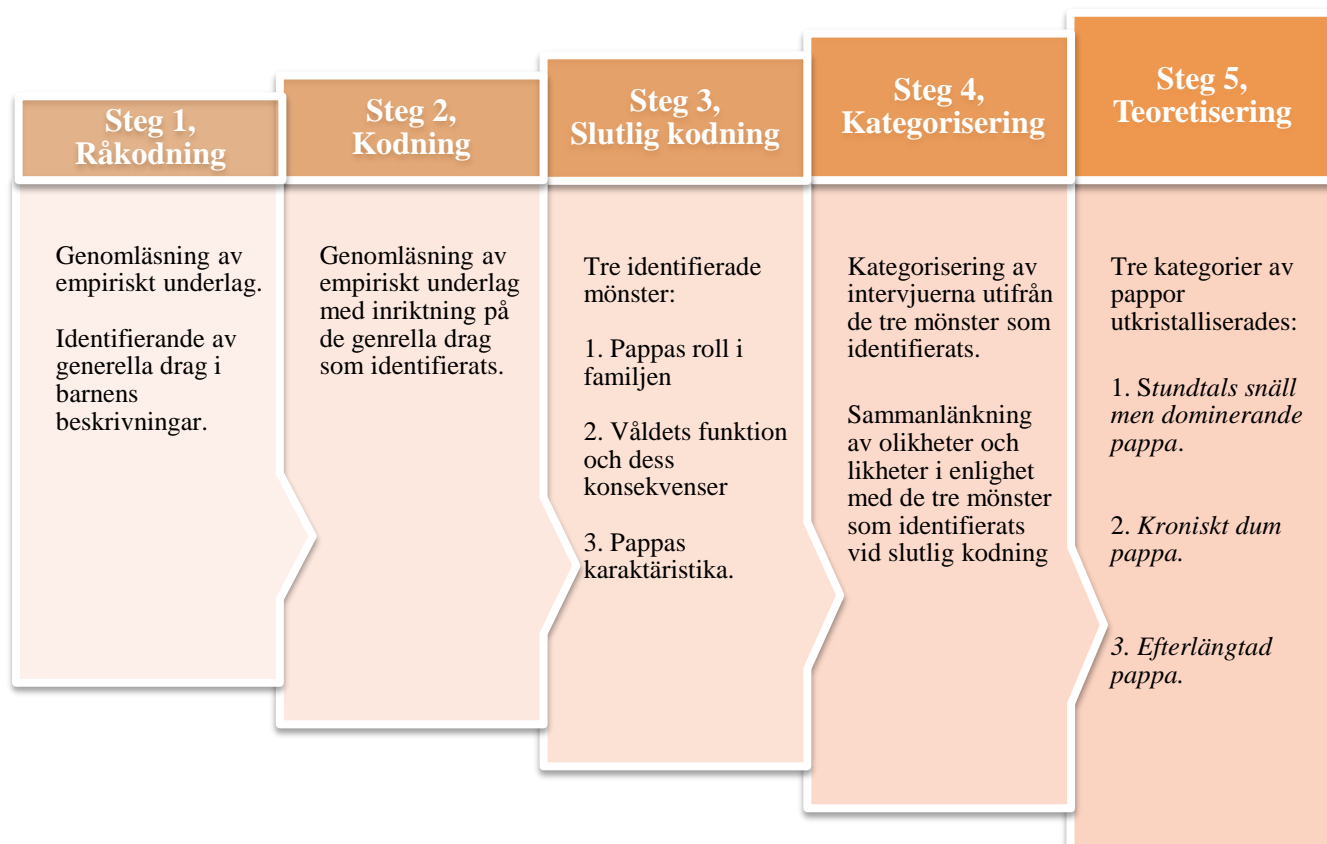 Steg 1,
Råkodning
Genomläsning av
empiriskt underlag.
Identifierande av
generella drag i
barnens
beskrivningar.
Steg 2,
Kodning
Genomläsning av
empiriskt underlag
med inriktning på
de genrella drag
som identifierats.
Steg 3,
Slutlig kodning
Tre identifierade
mönster:
1. Pappas roll i
familjen
2. Våldets funktion
och dess
konsekvenser
3. Pappas
karaktäristika.
Steg 4,
Kategorisering
Kategorisering av
intervjuerna utifrån
de tre mönster som
identifierats.
Sammanlänkning
av olikheter och
likheter i enlighet
med de tre mönster
som identifierats
vid slutlig kodning
Steg 5,
Teoretisering
Tre kategorier av
pappor
utkristalliserades:
1. Stundtals snäll
men dominerande
pappa.
2. Kroniskt dum
pappa.
3. Efterlängtad
pappa.